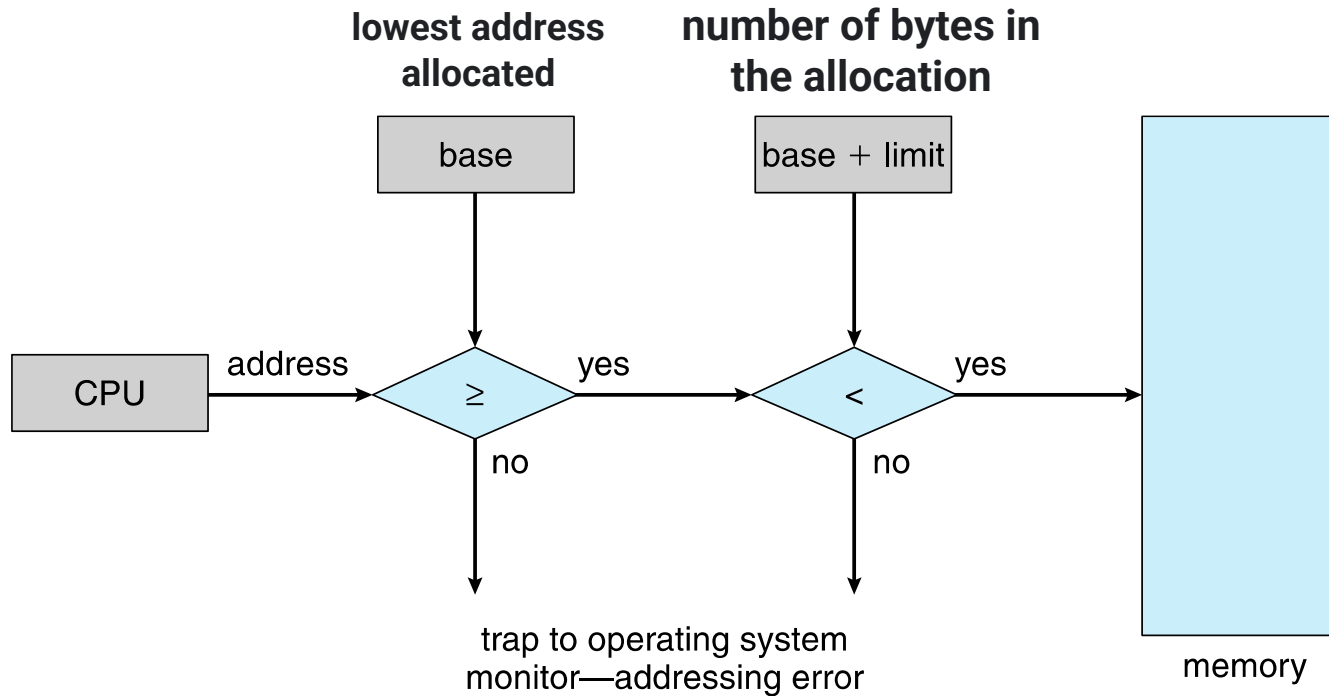 lowest address
allocated
number of bytes in
the allocation
base
base + limit
CPU
address
≥
yes
<
yes
no
no
trap to operating system
monitor—addressing error
memory